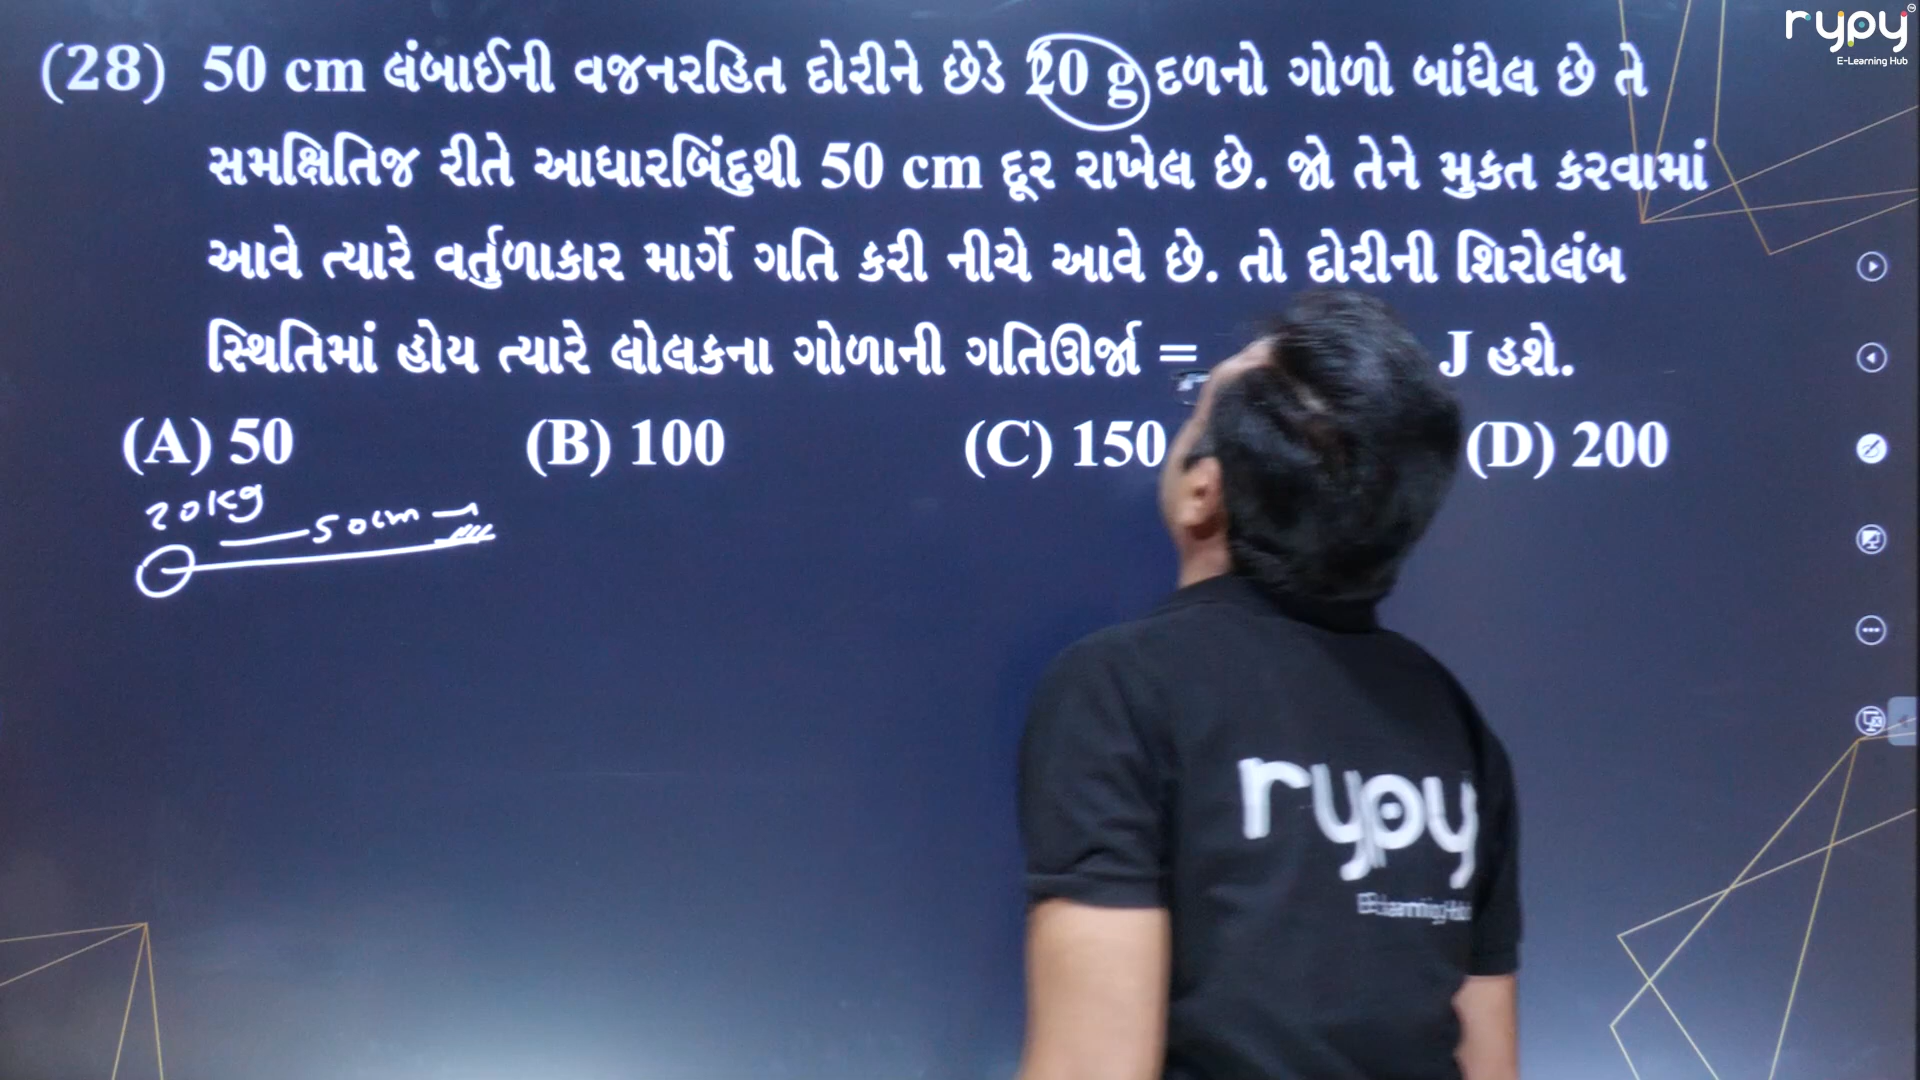 rypy
E-Learning Hub
(28) 50 cm લંબાઈની વજનરહિત દોરીને છેડે 20 g દળનો ગોળો બાંધેલ છે તે
સમક્ષિતિજ રીતે આધારબિંદુથી 50 cm દૂર રાખેલ છે. જો તેને મુકત કરવામાં
આવે ત્યારે વર્તુળાકાર માર્ગે ગતિ કરી નીચે આવે છે. તો દોરીની શિરોલંબ
સ્થિતિમાં હોય ત્યારે લોલકના ગોળાની ગતિઊર્જા = J હશે.
(A) 50 (B) 100 (C) 150 (D) 200
20Kg
50cm
rypy